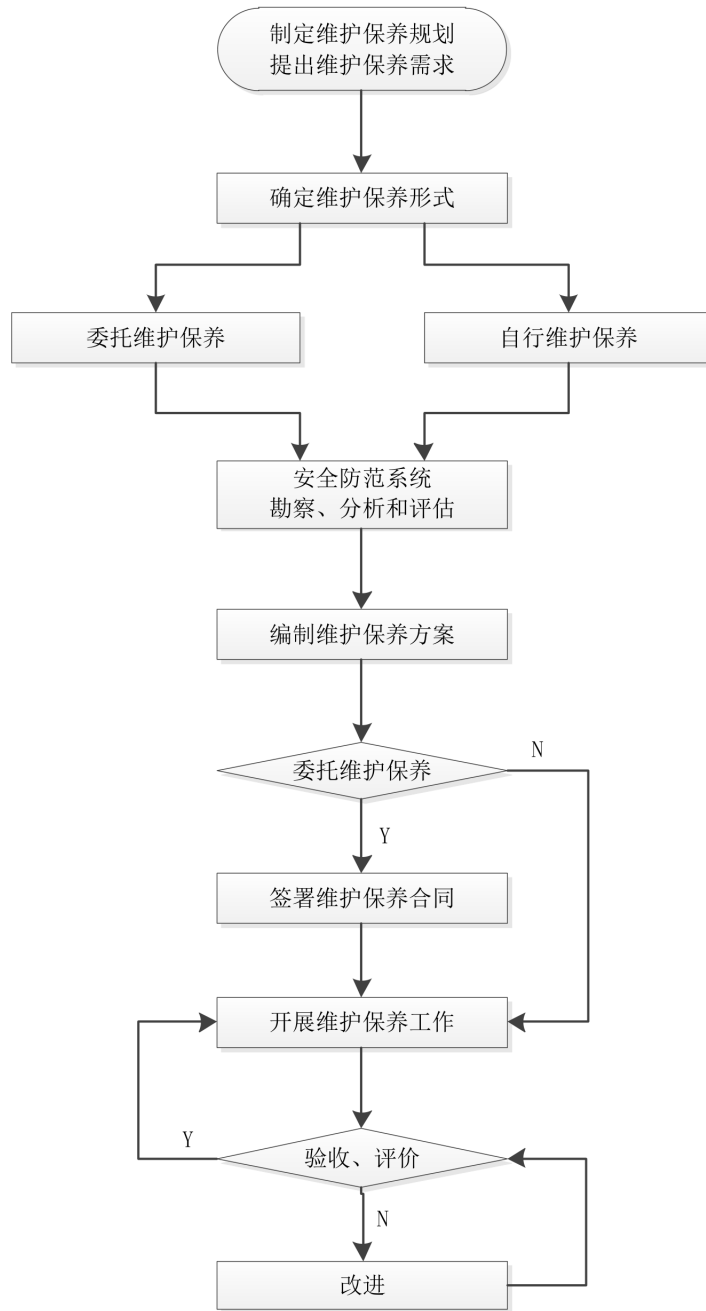 制定维护保养规划
提出维护保养需求
确定维护保养形式
委托维护保养
自行维护保养
安全防范系统
勘察、分析和评估
编制维护保养方案
委托维护保养
N
Y
签署维护保养合同
开展维护保养工作
Y
验收、评价
N
改进